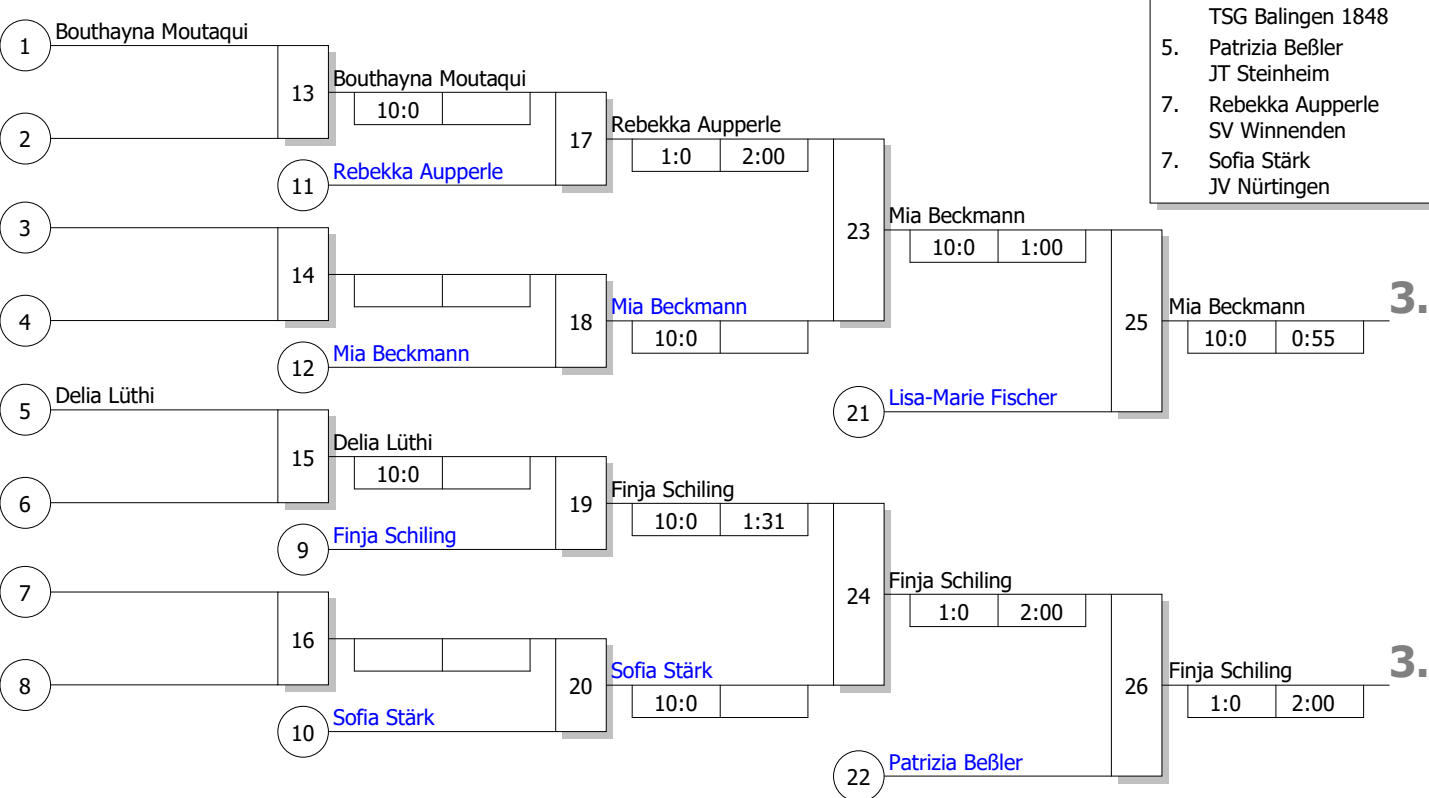 TSG Balingen 1848
5. Patrizia Beßler
JT Steinheim
7. Rebekka Aupperle
SV Winnenden
7. Sofia Stärk
JV Nürtingen
1 Bouthayna Moutaqui
13 Bouthayna Moutaqui
10:0
2
17 Rebekka Aupperle
1:0 2:00
11 Rebekka Aupperle
3
23 Mia Beckmann
10:0 1:00
14
4
18 Mia Beckmann
10:0
12 Mia Beckmann
25 Mia Beckmann 3.
10:0 0:55
5 Delia Lüthi
21 Lisa-Marie Fischer
15 Delia Lüthi
10:0
6
19 Finja Schiling
10:0 1:31
9 Finja Schiling
7
24 Finja Schiling
1:0 2:00
16
8
20 Sofia Stärk
10:0
10 Sofia Stärk
26 Finja Schiling 3.
1:0 2:00
22 Patrizia Beßler